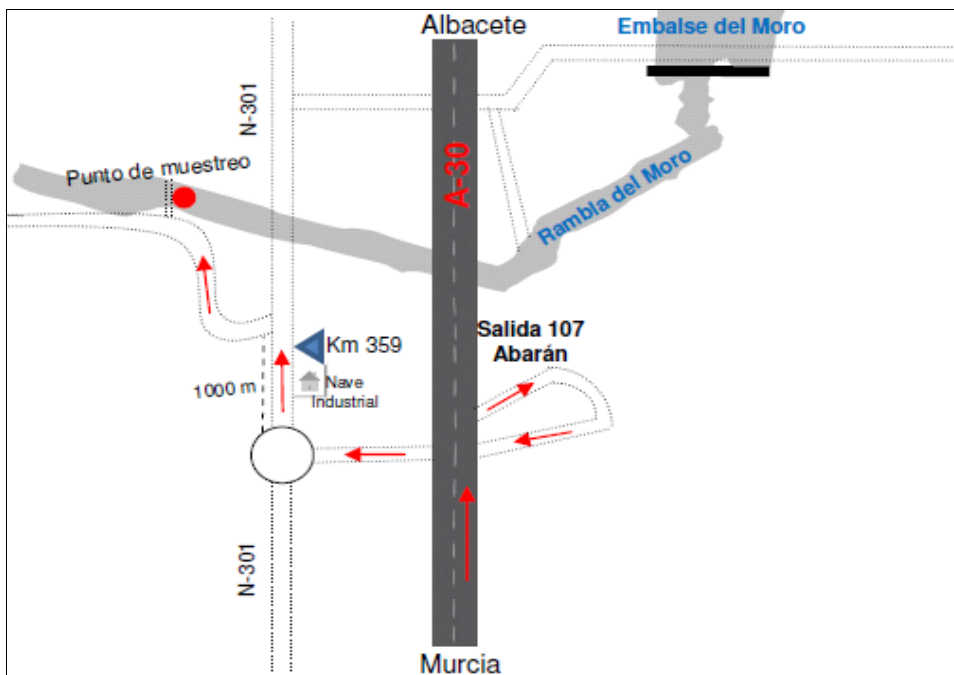 Albacete
Embalse del Moro
N-301
A-30
Punto de muestreo
Rambla del Moro
Salida 107
Abarán
Km 359
Nave
Industrial
1000 m
N-301
Murcia